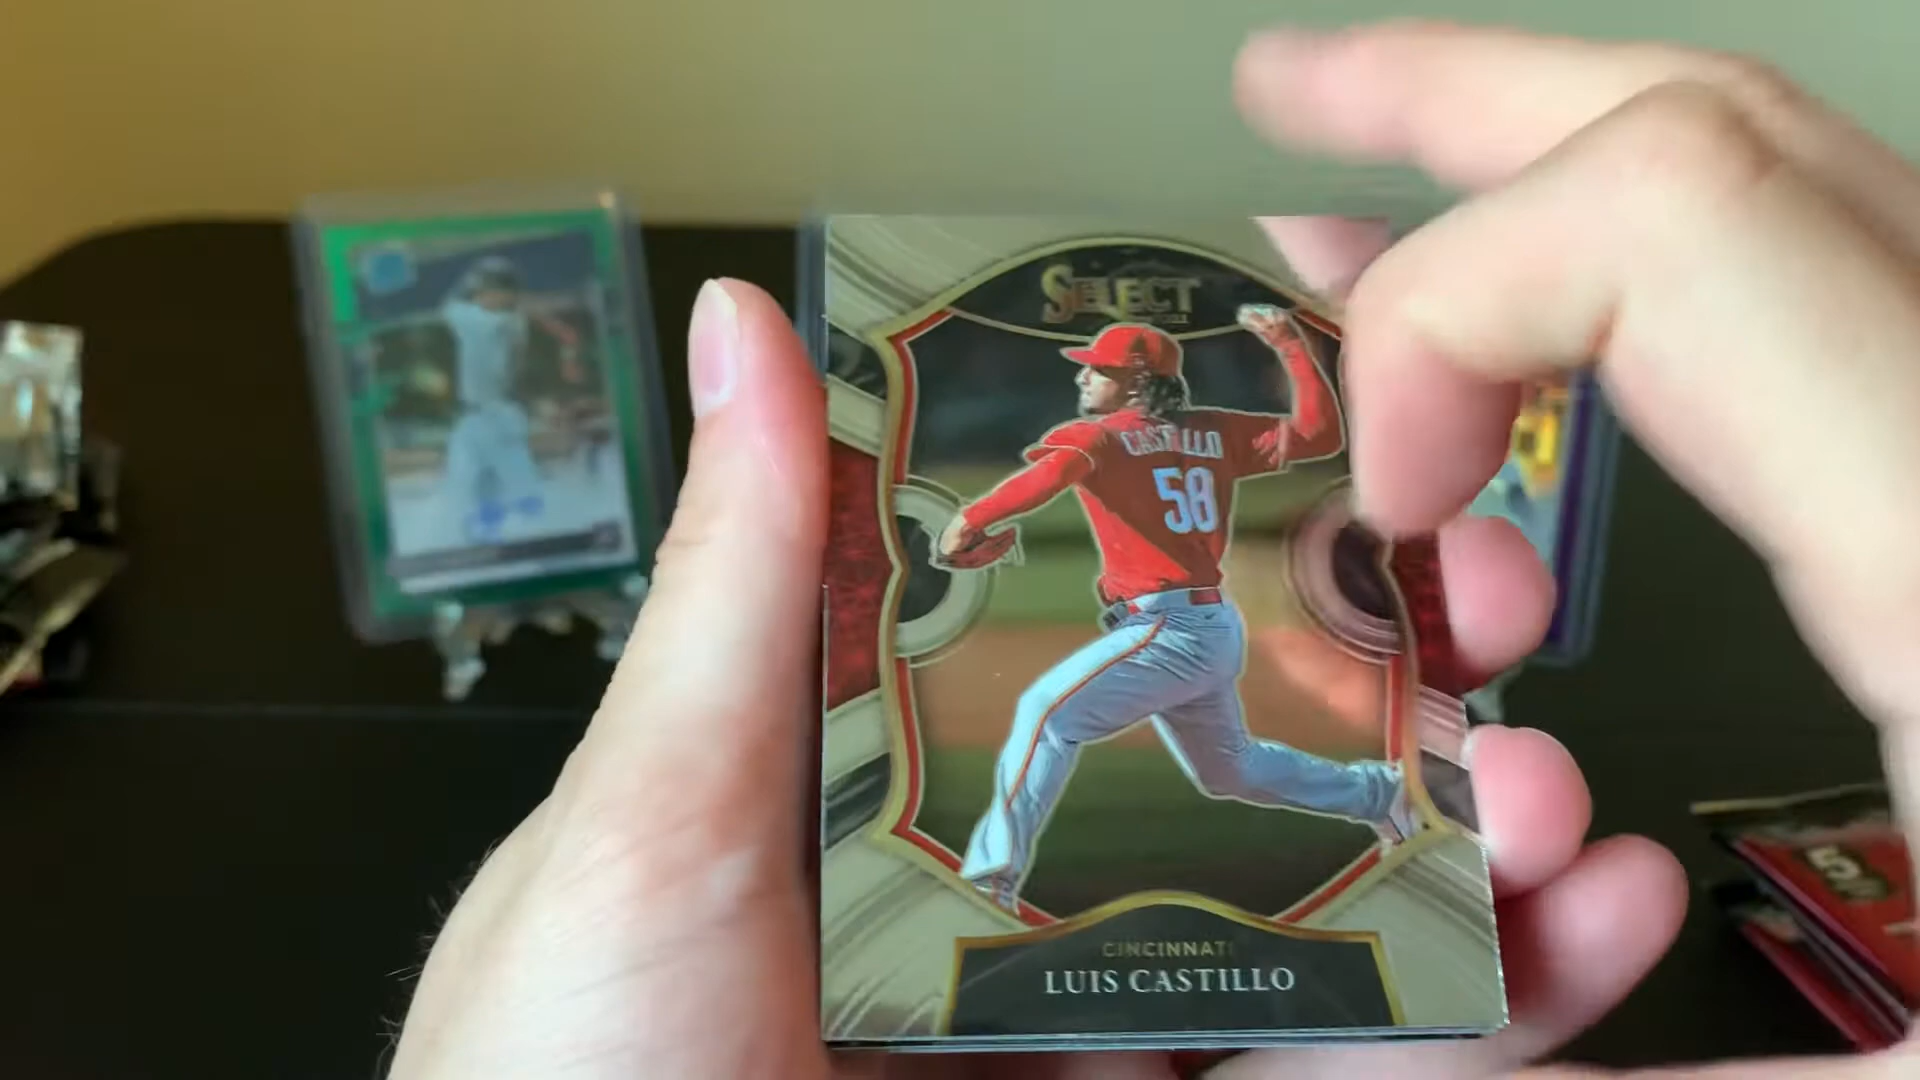 SELECT
CASTILLO
58
CINCINNATI
LUIS CASTILLO